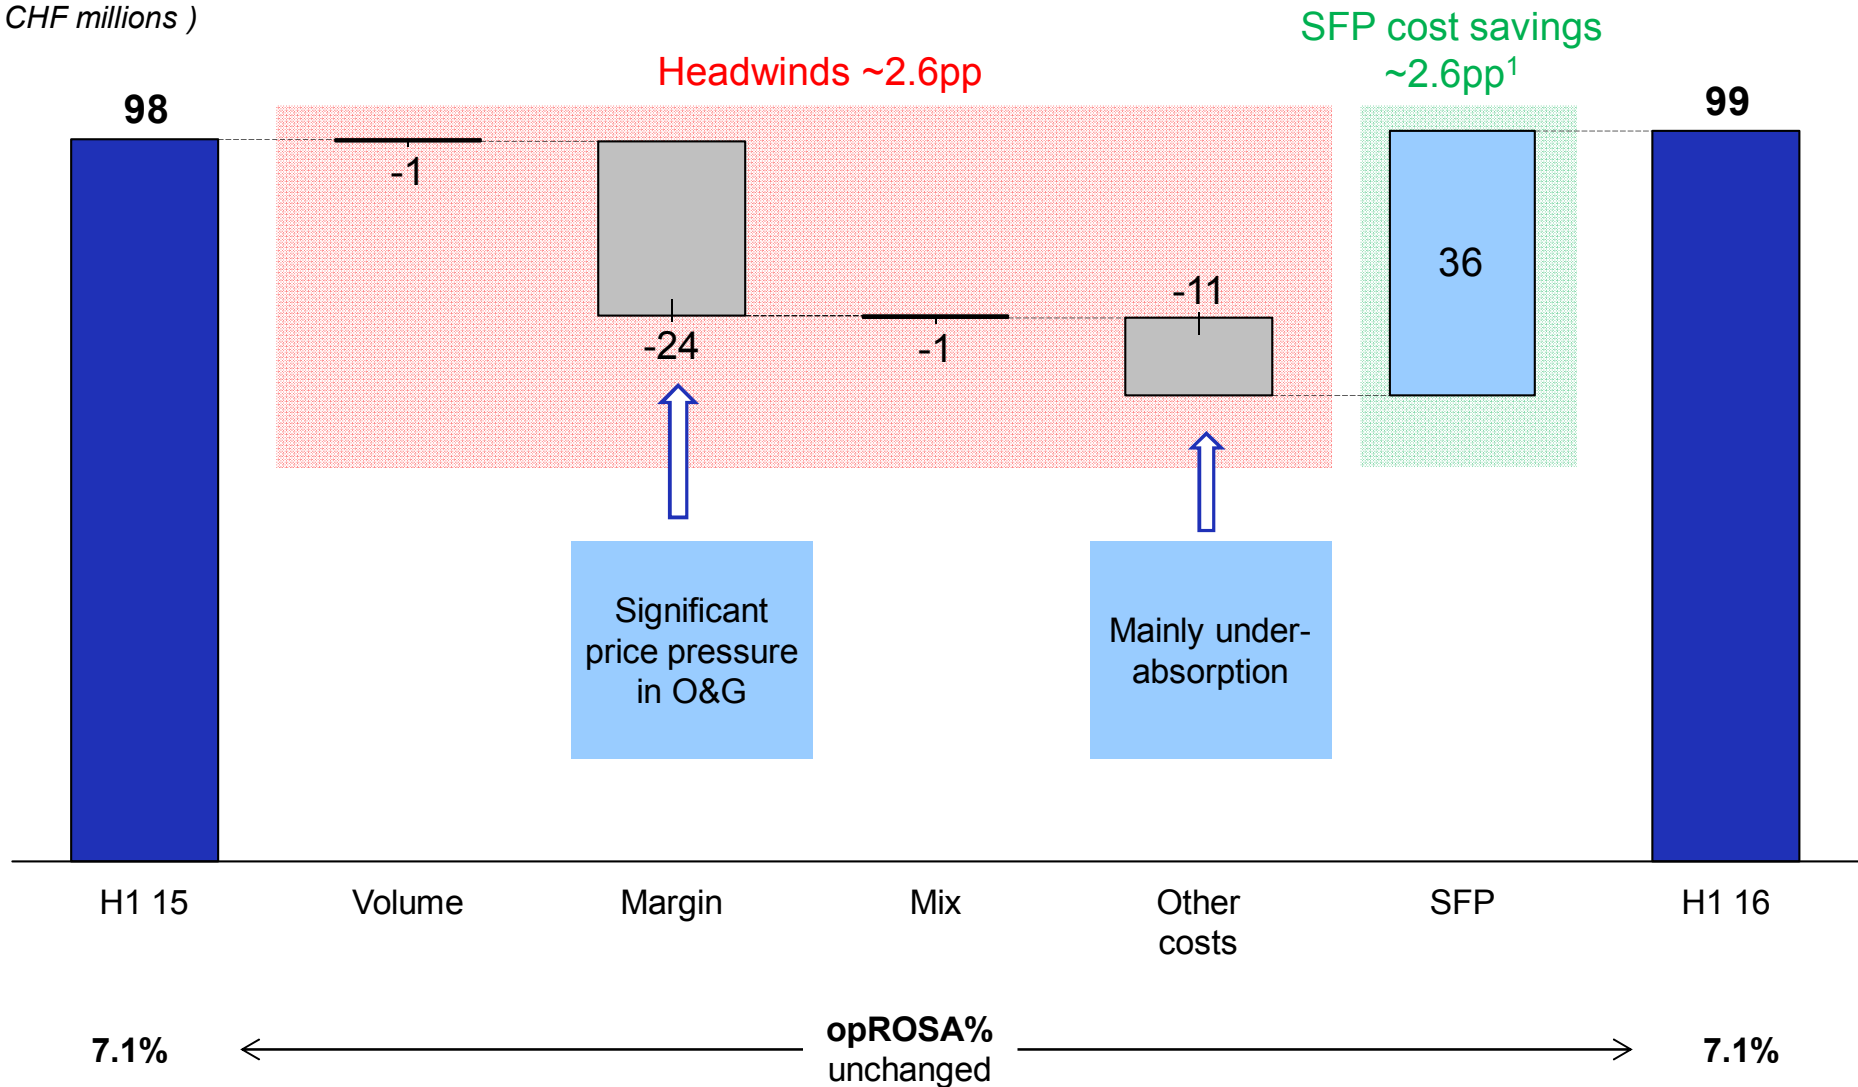 CHF millions )
SFP cost savings
~2.6pp1
Headwinds ~2.6pp
98
99
-1
-24
-1
-11
36
Significant
price pressure
in O&G
Mainly under-
absorption
H1 15
Volume
Margin
Mix
Other
costs
SFP
H1 16
7.1%
opROSA%
unchanged
7.1%